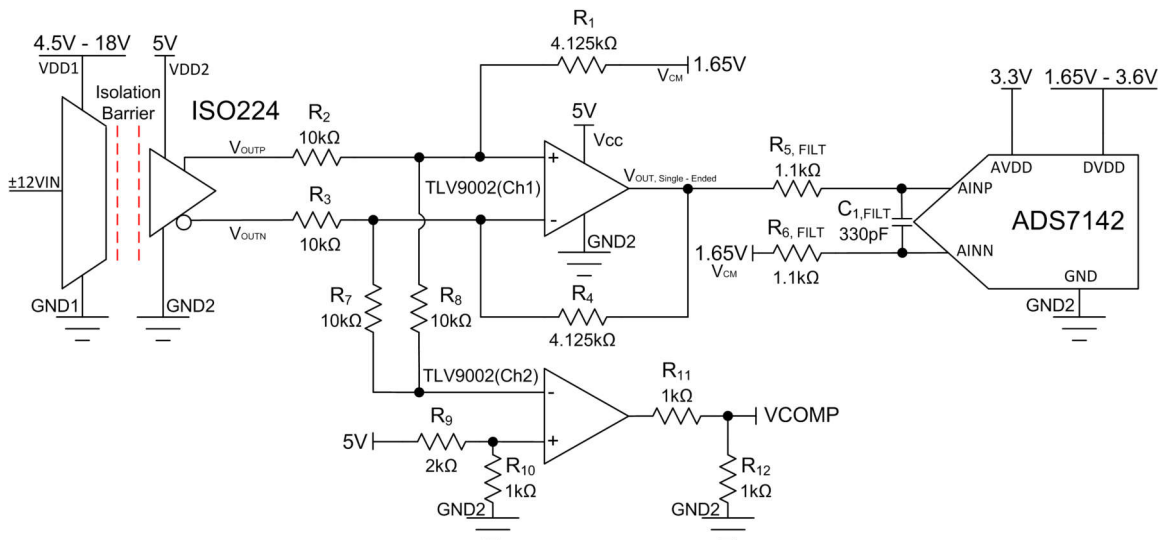 4.5V - 18V
VDD1
5V
VDD2
Isolation
Barrier
ISO224
±12VIN
GND1
GND2
VOUTP
VOUTN
R2
10kΩ
R3
10kΩ
R1
4.125kΩ
VCM
1.65V
5V
Vcc
TLV9002(Ch1)
+
-
GND2
VOUT, Single - Ended
R4
4.125kΩ
R7
10kΩ
R8
10kΩ
R5, FILT
1.1kΩ
C1,FILT
330pF
1.65V
VCM
R6, FILT
1.1kΩ
3.3V
1.65V - 3.6V
AVDD
DVDD
AINP
ADS7142
AINN
GND
GND2
TLV9002(Ch2)
-
+
5V
R9
2kΩ
R10
1kΩ
GND2
R11
1kΩ
VCOMP
R12
1kΩ
GND2